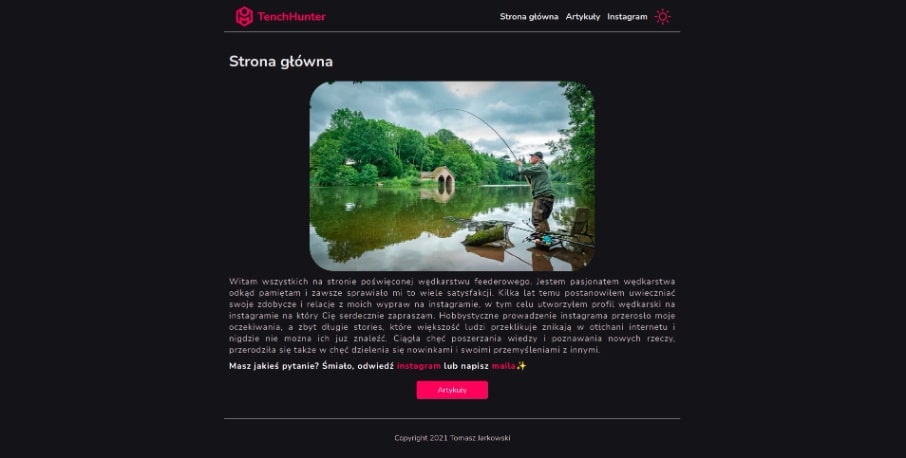 TenchHunter
Strona główna Artykuły Instagram
Strona główna
Witam wszystkich na stronie poświęconej wędkarstwu feederowego. Jestem pasjonatem wędkarstwa
odkąd pamiętam i zawsze sprawiało mi to wiele satysfakcji. Kilka lat temu postanowiłem uwieczniać
swoje zdobycze i relacje z moich wypraw na instagramie, w tym celu utworzyłem profil wędkarski na
instagramie na który Cię serdecznie zapraszam. Hobbystyczne prowadzenie instagrama przerosło moje
oczekiwania, a zbyt długie stories, które większość ludzi przeklikuje znikają w otchani internetu i
nigdzie nie można ich już znaleźć. Ciągła chęć poszerzania wiedzy i poznawania nowych rzeczy,
przerodziła się także w chęć dzielenia się nowinkami i swoimi przemyśleniami z innymi.
Masz jakieś pytanie? Śmiało, odwiedź instagram lub napisz maila✨
Artykuły
Copyright 2021 Tomasz Jarkowski